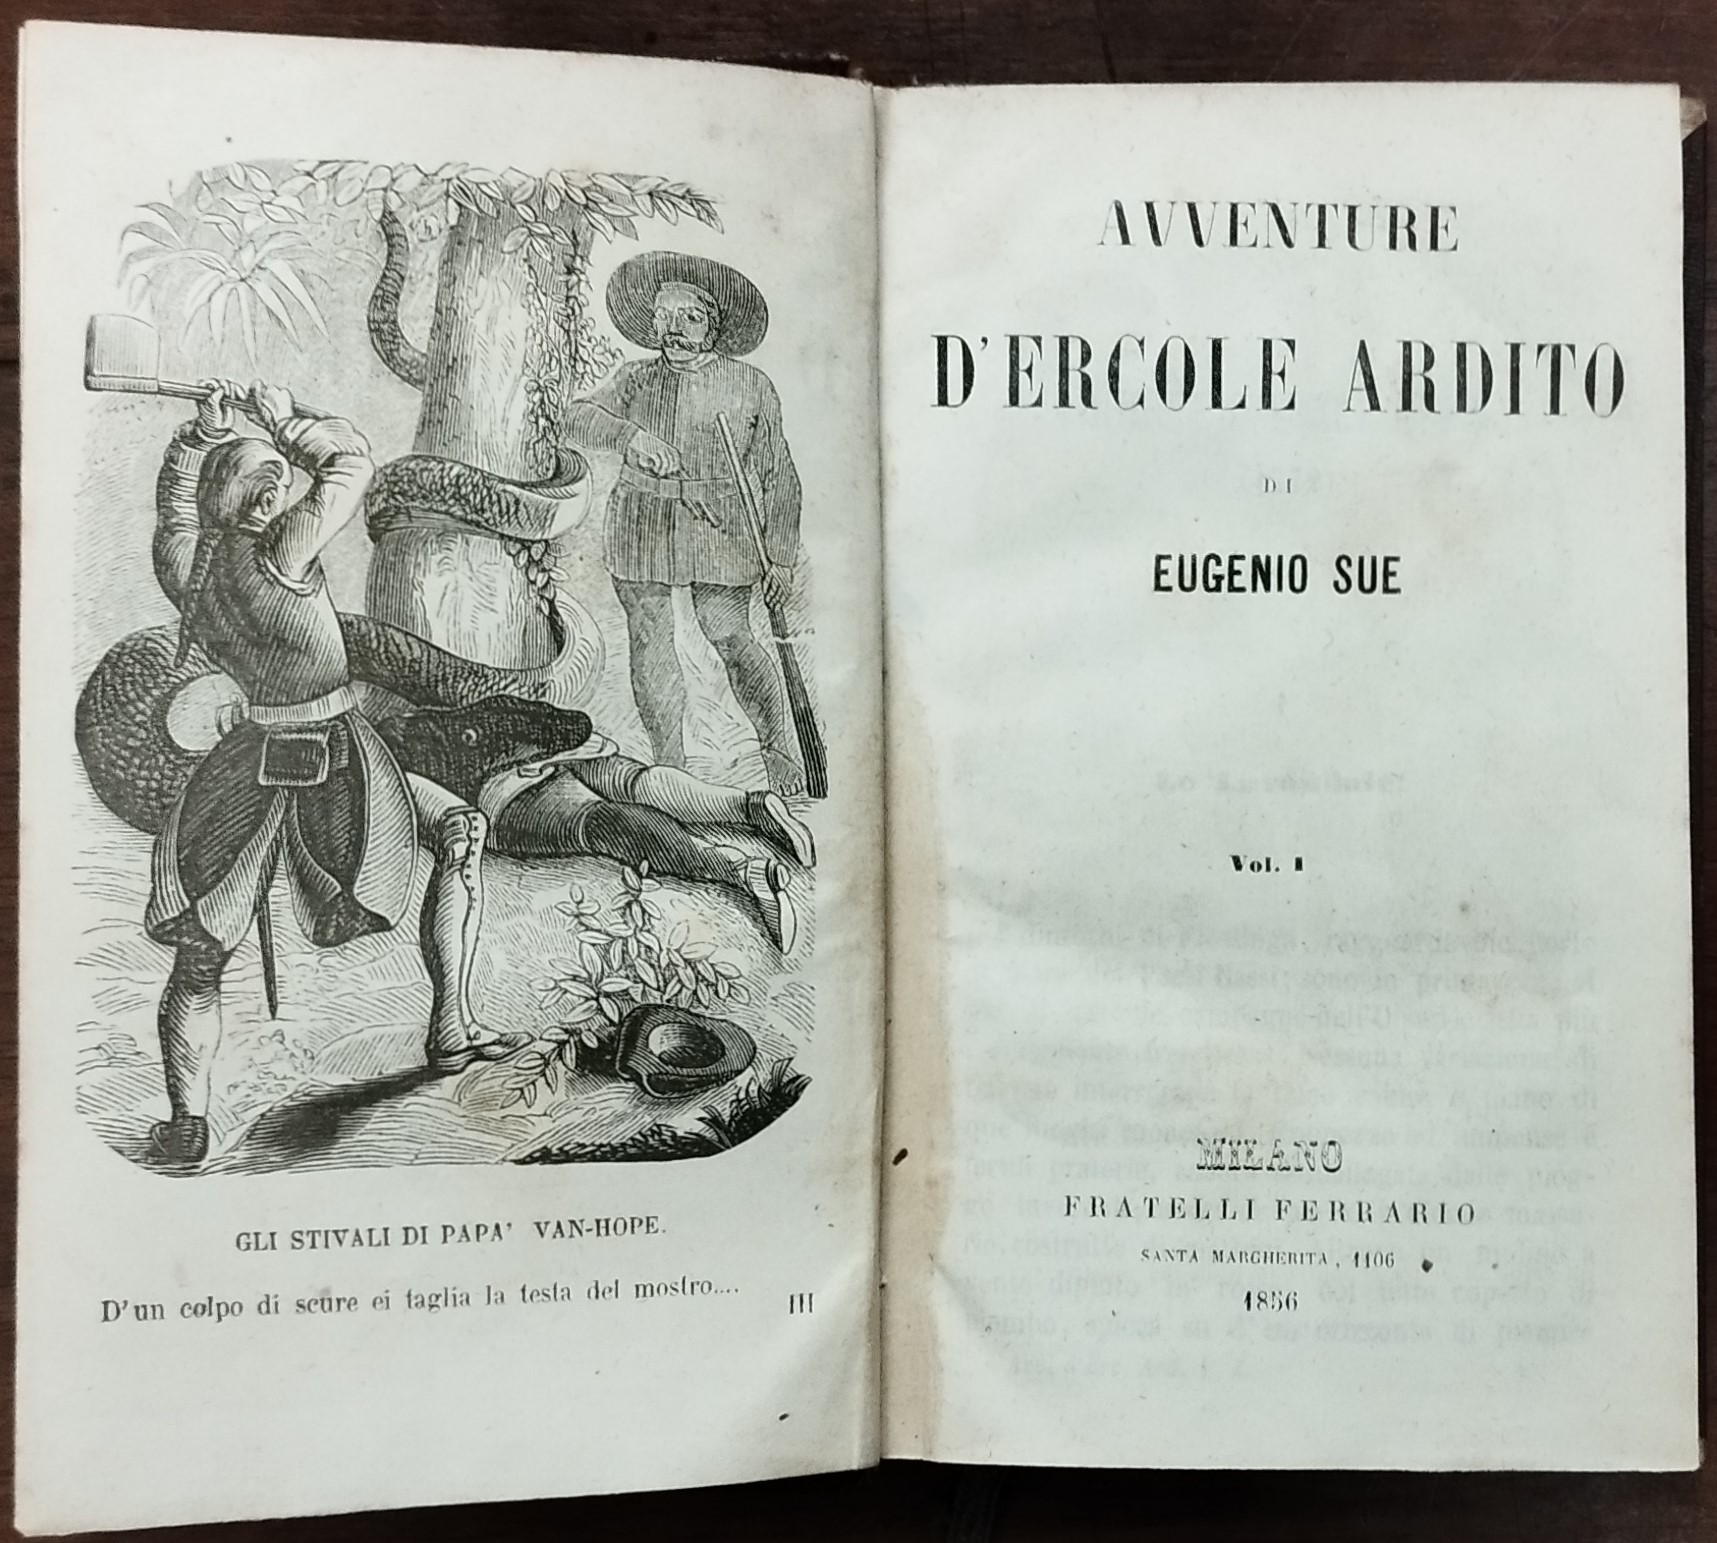 GLI STIVALI DI PAPA' VAN-HOPE.
D'un colpo di scure ei taglia la testa del mostro....
III
AVVENTURE
D'ERCOLE ARDITO
DI
EUGENIO SUE
Vol. I
MILANO
FRATELLI FERRARIO
SANTA MARGHERITA, 1106
1856